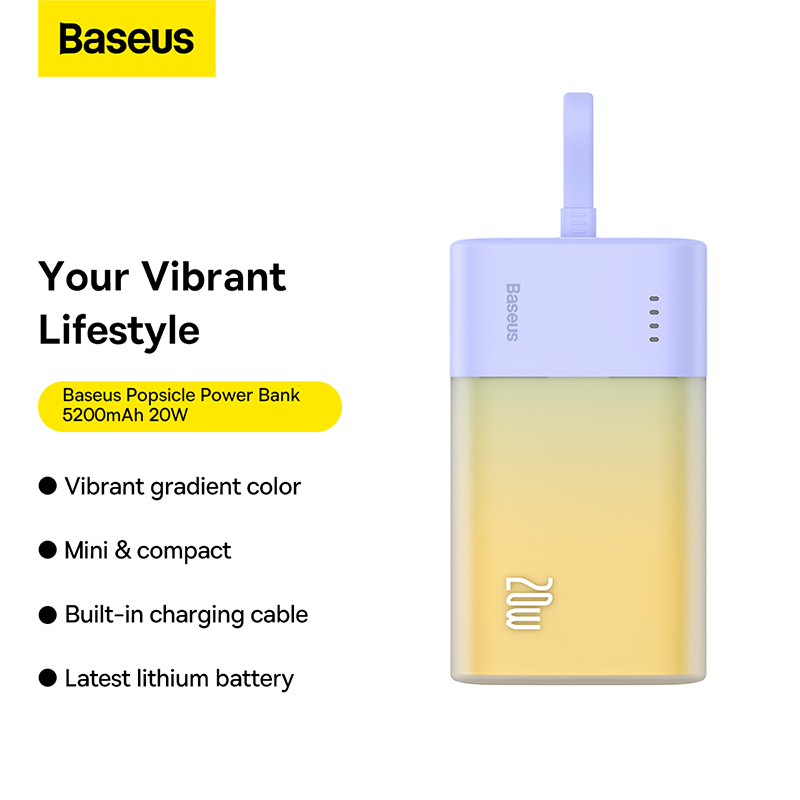 Baseus
Your Vibrant
Lifestyle
Baseus Popsicle Power Bank
5200mAh 20W
● Vibrant gradient color
● Mini & compact
● Built-in charging cable
● Latest lithium battery
Baseus
20W